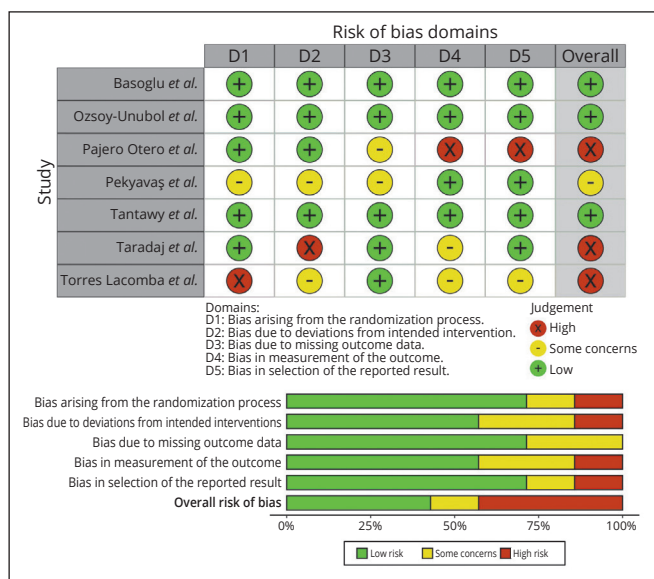 Risk of bias domains
D1 D2 D3 D4 D5 Overall
Study
Basoglu et al. + + + + + +
Ozsoy-Unubol et al. + + + + + +
Pajero Otero et al. + + - X X X
Pekyavaş et al. - - - + + -
Tantawy et al. + + + + + +
Taradaj et al. + X + - + X
Torres Lacomba et al. X - + - - X
Domains:
D1: Bias arising from the randomization process.
D2: Bias due to deviations from intended intervention.
D3: Bias due to missing outcome data.
D4: Bias in measurement of the outcome.
D5: Bias in selection of the reported result.
Judgement
X High
- Some concerns
+ Low
Bias arising from the randomization process
Bias due to deviations from intended interventions
Bias due to missing outcome data
Bias in measurement of the outcome
Bias in selection of the reported result
Overall risk of bias
0% 25% 50% 75% 100%
Low risk Some concerns High risk